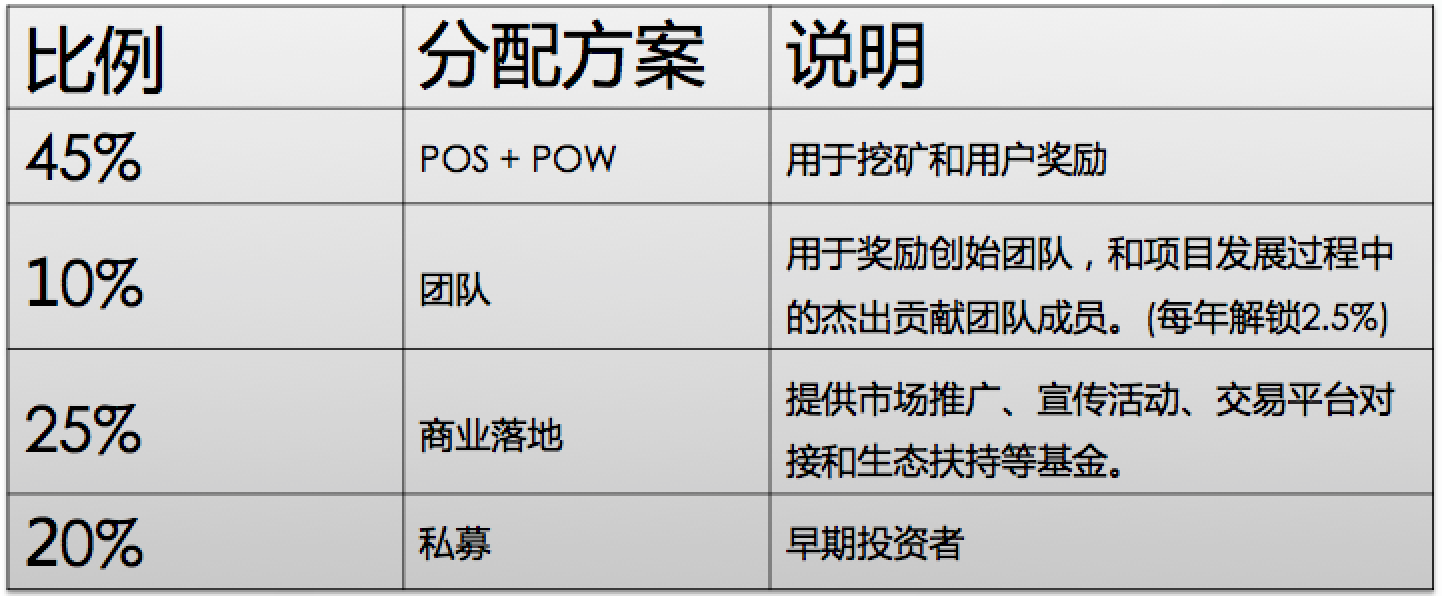 比例 分配方案 说明
45% POS + POW 用于挖矿和用户奖励
10% 团队 用于奖励创始团队，和项目发展过程中
的杰出贡献团队成员。(每年解锁2.5%)
25% 商业落地 提供市场推广、宣传活动、交易平台对
接和生态扶持等基金。
20% 私募 早期投资者